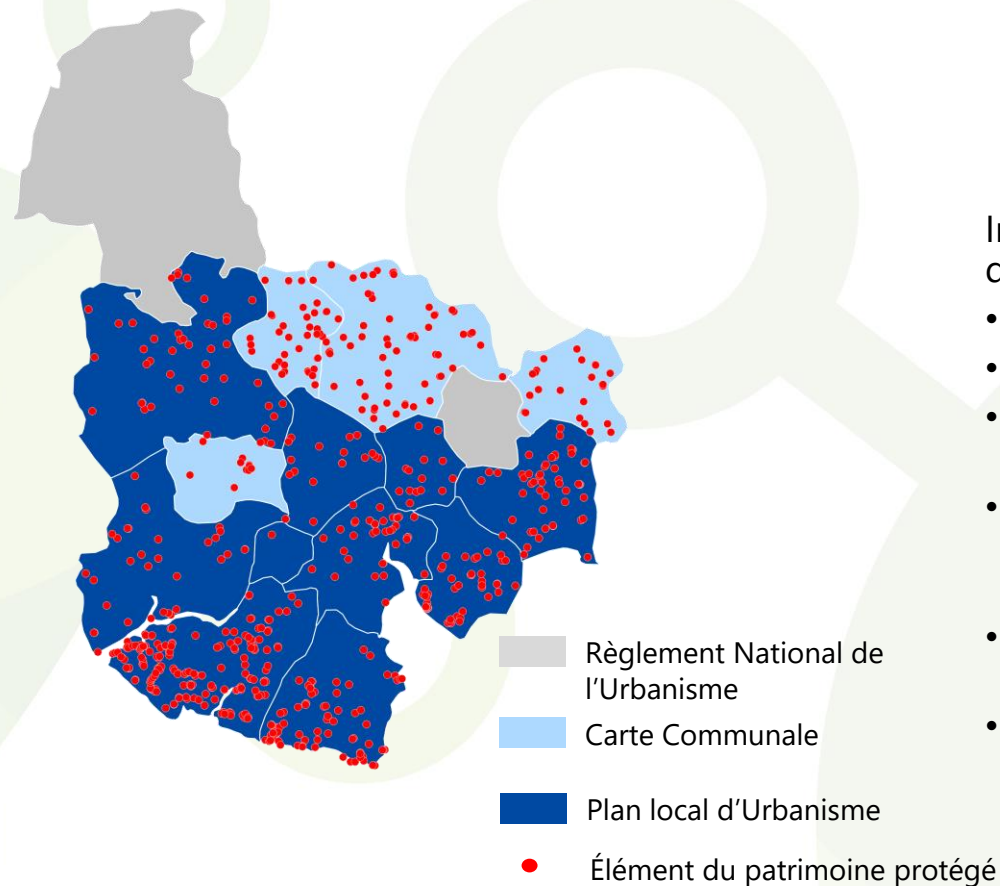 Règlement National de
l’Urbanisme
Carte Communale
Plan local d’Urbanisme
Élément du patrimoine protégé